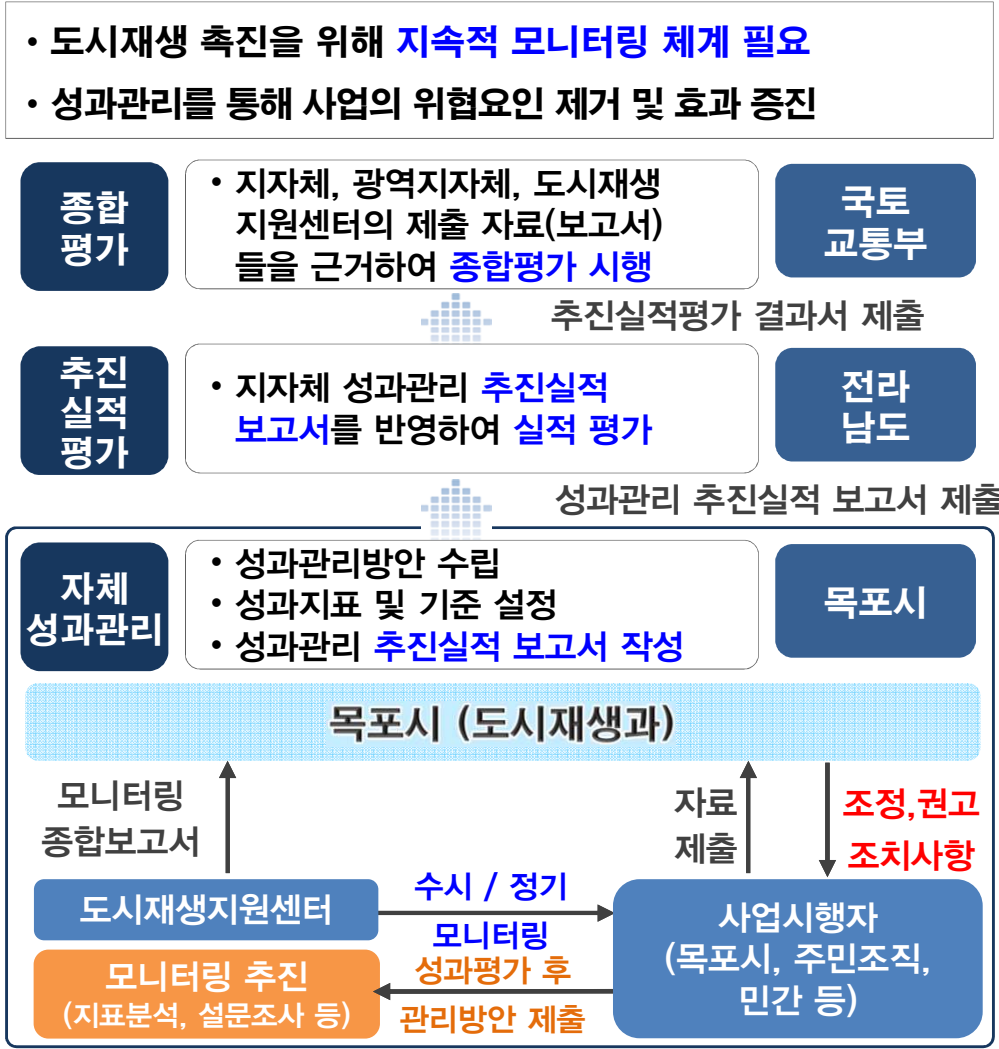 • 도시재생 촉진을 위해 지속적 모니터링 체계 필요
• 성과관리를 통해 사업의 위협요인 제거 및 효과 증진
종합
평가
• 지자체, 광역지자체, 도시재생
지원센터의 제출 자료(보고서)
들을 근거하여 종합평가 시행
국토
교통부
추진실적평가 결과서 제출
추진
실적
평가
• 지자체 성과관리 추진실적
보고서를 반영하여 실적 평가
전라
남도
성과관리 추진실적 보고서 제출
자체
성과관리
• 성과관리방안 수립
• 성과지표 및 기준 설정
• 성과관리 추진실적 보고서 작성
목포시
목포시 (도시재생과)
모니터링
종합보고서
자료
제출
조정,권고
조치사항
도시재생지원센터
수시 / 정기
모니터링
사업시행자
(목포시, 주민조직,
민간 등)
모니터링 추진
(지표분석, 설문조사 등)
성과평가 후
관리방안 제출